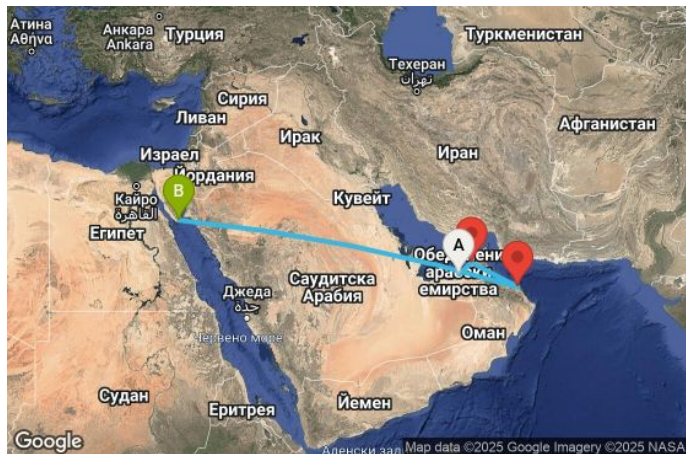 Атина
Αθήνα
Анкара
Ankara
Турция
Туркменистан
Техеран
تهران
Сирия
Ливан
Ирак
Афганистан
Израел
Йордания
Иран
B
Кайро
القاهرة
Кувейт
Египет
A
арабски
емирства
Саудитска
Арабия
Джеда
جدة
Червено море
Оман
Судан
Еритрея
Йемен
Google
Map data ©2025 Google Imagery ©2025 NASA